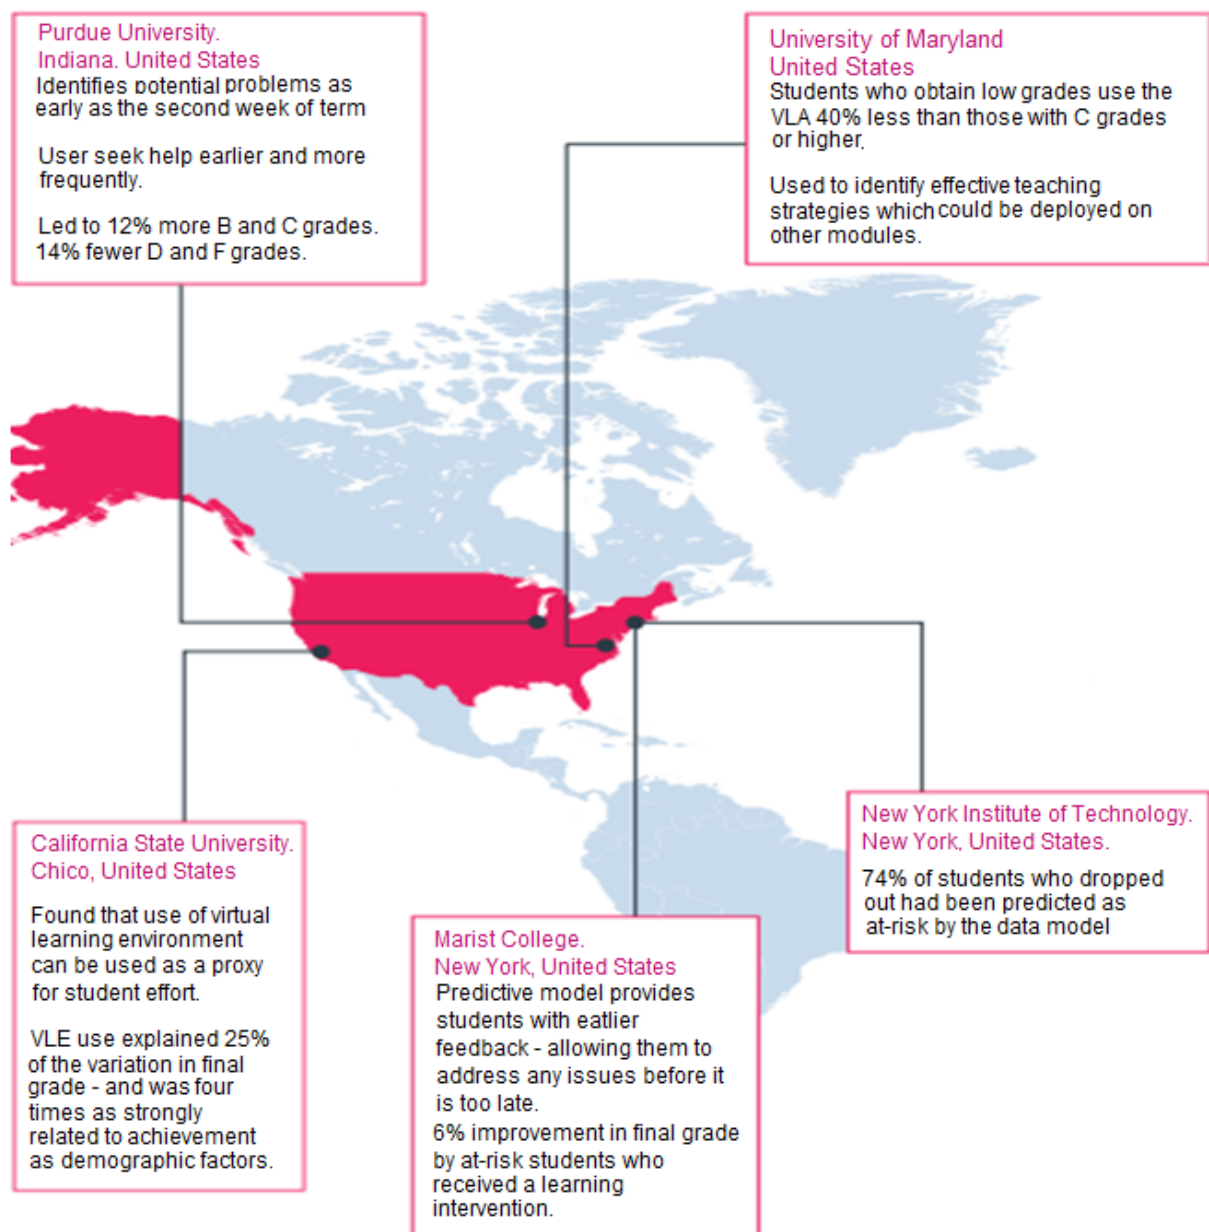 Purdue University.
Indiana. United States
Identifies potential problems as
early as the second week of term
User seek help earlier and more
frequently.
Led to 12% more B and C grades.
14% fewer D and F grades.
University of Maryland
United States
Students who obtain low grades use the
VLA 40% less than those with C grades
or higher.
Used to identify effective teaching
strategies which could be deployed on
other modules.
California State University.
Chico, United States
Found that use of virtual
learning environment
can be used as a proxy
for student effort.
VLE use explained 25%
of the variation in final
grade - and was four
times as strongly
related to achievement
as demographic factors.
Marist College.
New York, United States
Predictive model provides
students with eatlier
feedback - allowing them to
address any issues before it
is too late.
6% improvement in final grade
by at-risk students who
received a learning
intervention.
New York Institute of Technology.
New York, United States.
74% of students who dropped
out had been predicted as
at-risk by the data model